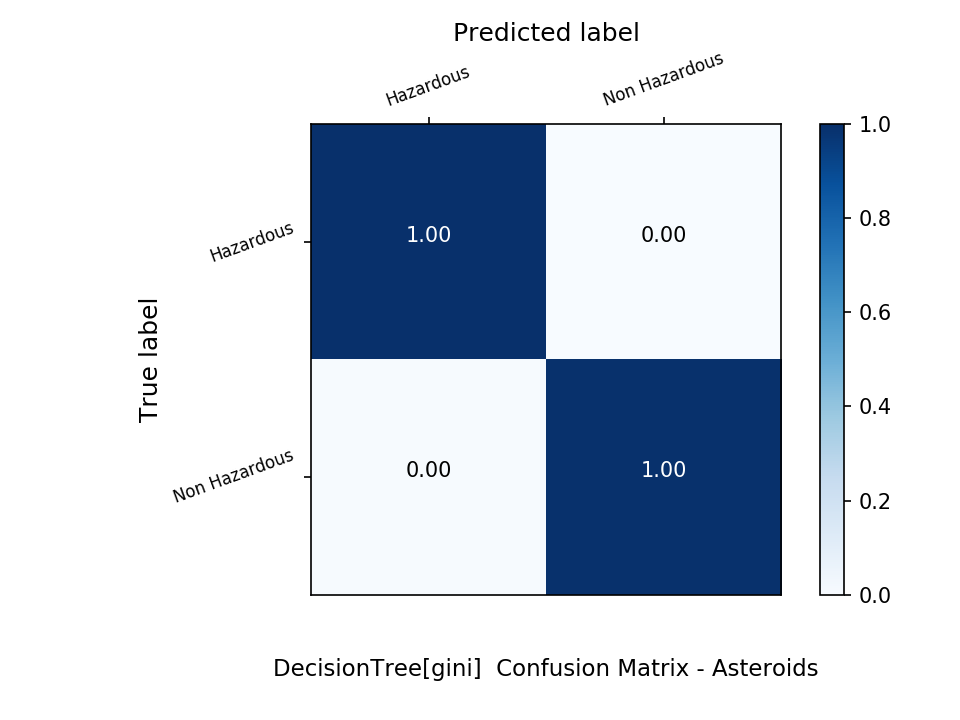 Predicted label
Hazardous
Non Hazardous
1.0
0.8
0.6
0.4
0.2
0.0
True label
Hazardous
1.00
0.00
Non Hazardous
0.00
1.00
DecisionTree[gini]  Confusion Matrix - Asteroids